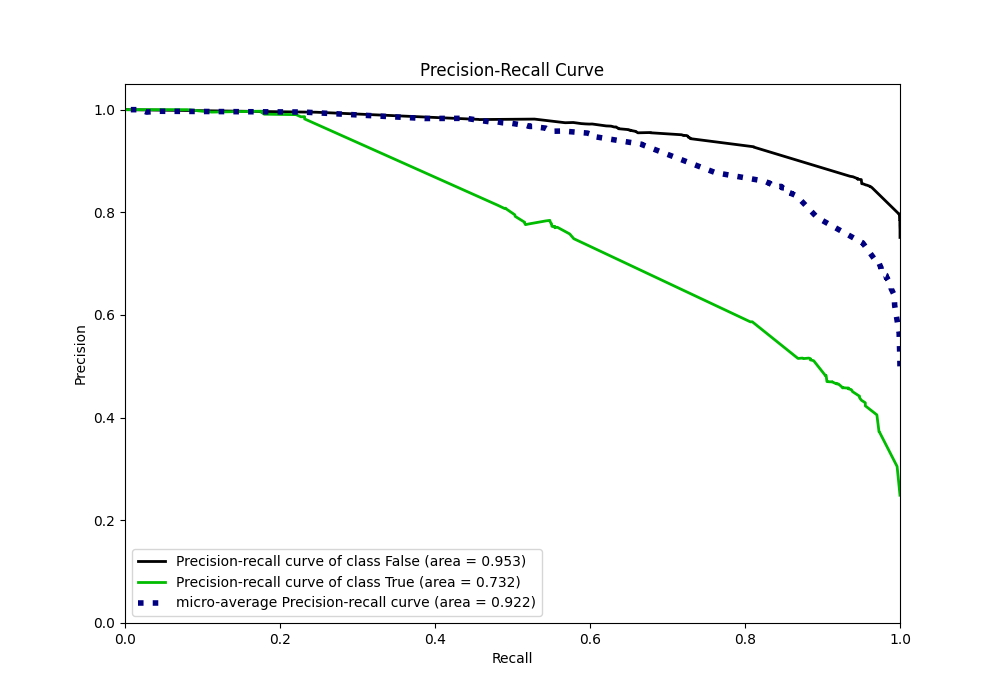 Precision-Recall Curve
1.0
0.8
0.6
0.4
0.2
0.0
Precision
Precision-recall curve of class False (area = 0.953)
Precision-recall curve of class True (area = 0.732)
micro-average Precision-recall curve (area = 0.922)
0.0 0.2 0.4 0.6 0.8 1.0
Recall